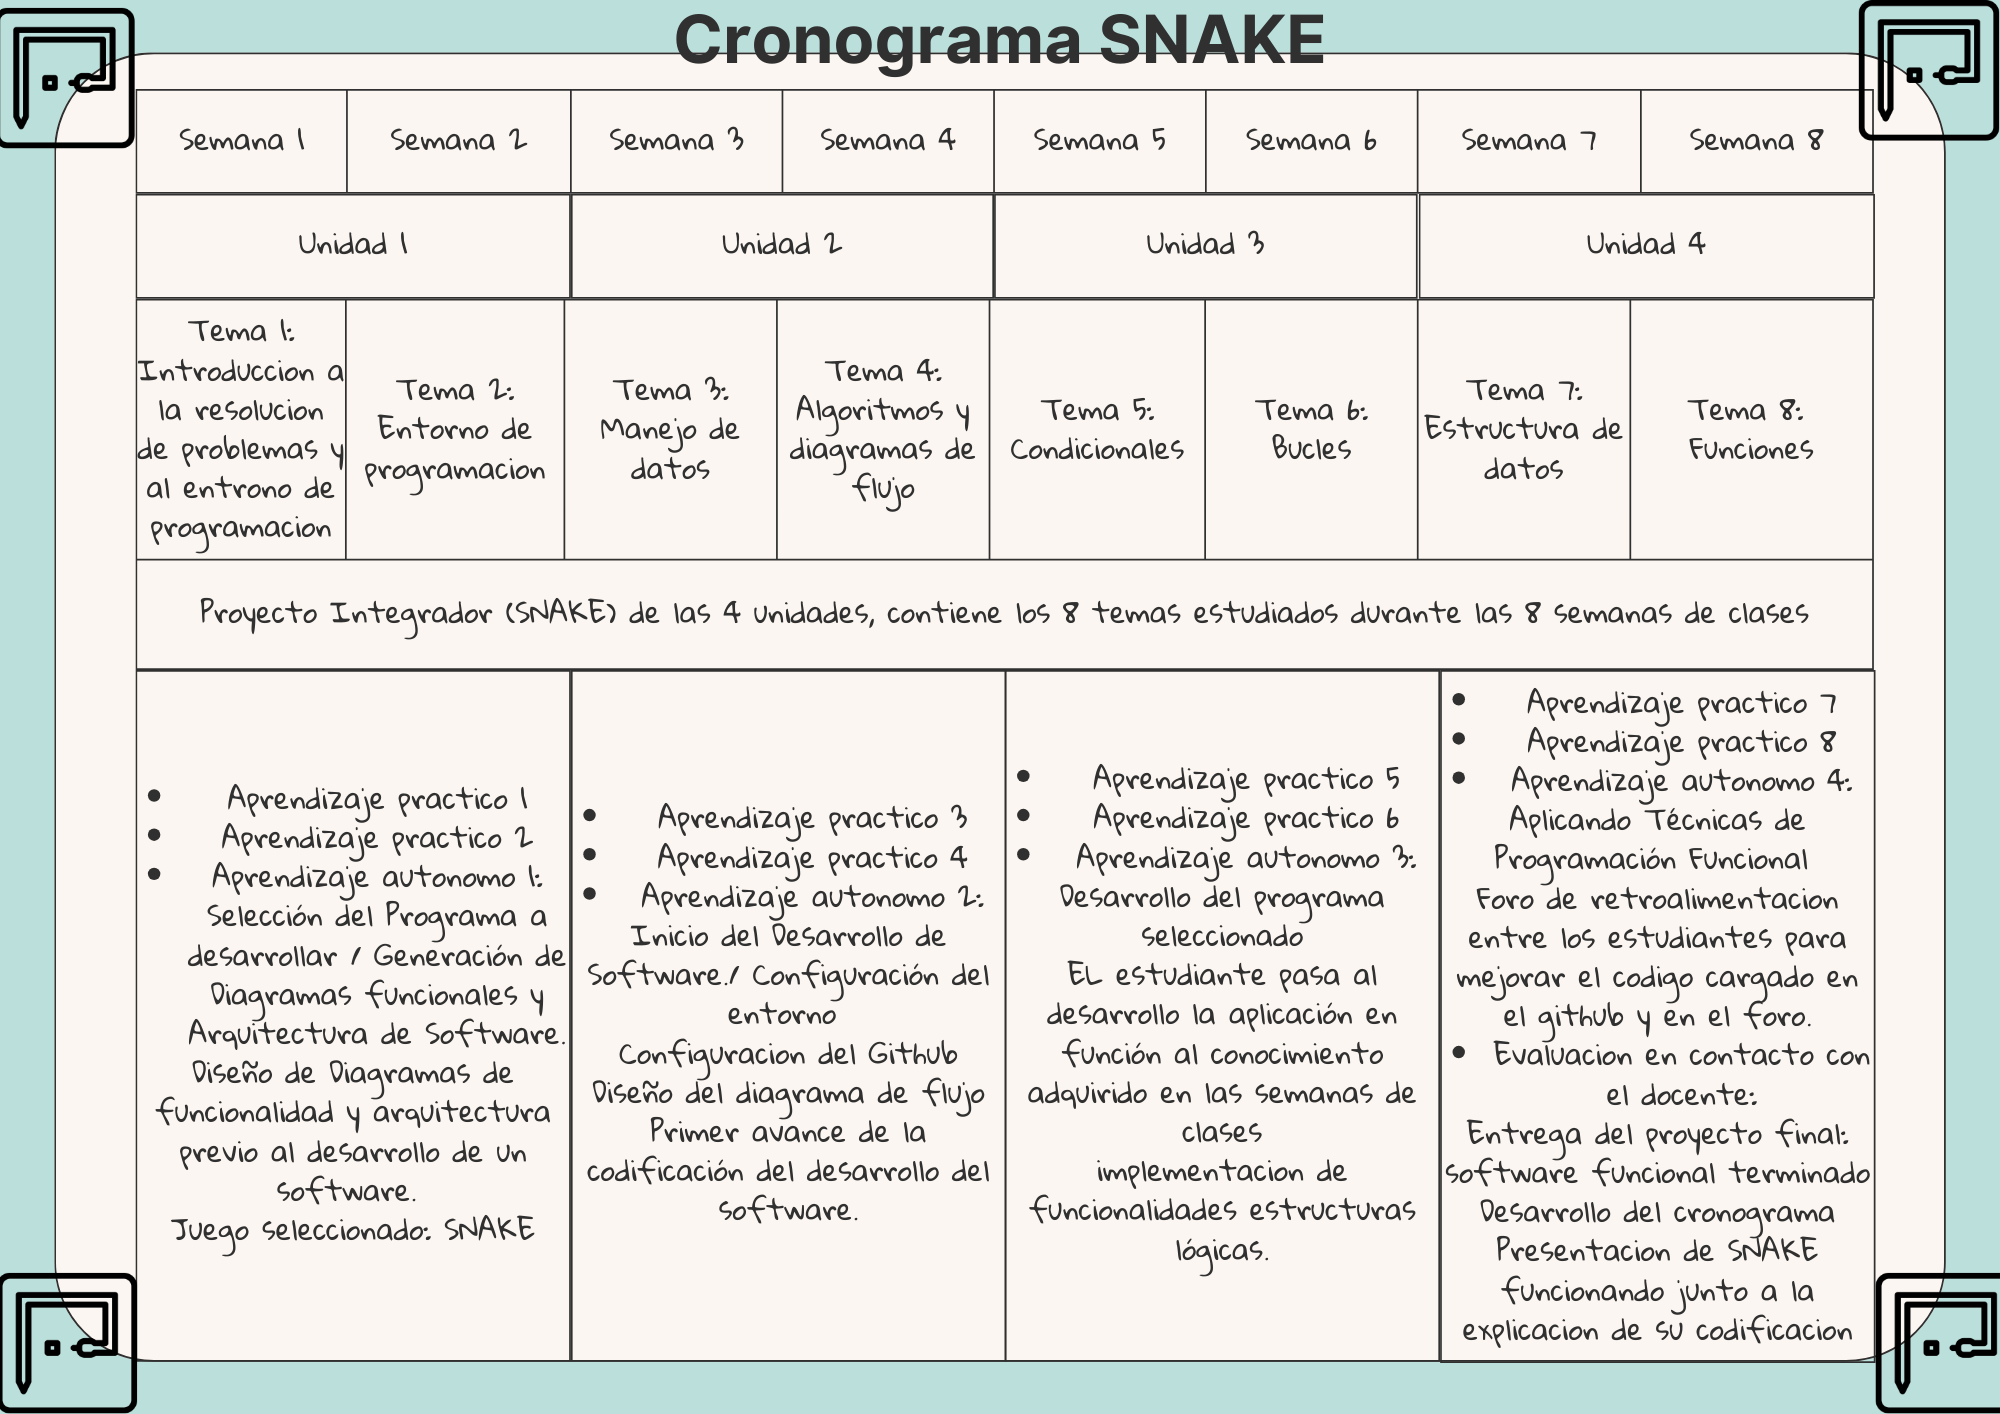 Cronograma SNAKE
Semana 1
Semana 2
Semana 3
Semana 4
Semana 5
Semana 6
Semana 7
Semana 8
Unidad 1
Unidad 2
Unidad 3
Unidad 4
Tema 1:
Introduccion a
la resolucion
de problemas y
al entrono de
programacion
Tema 2:
Entorno de
programacion
Tema 3:
Manejo de
datos
Tema 4:
Algoritmos y
diagramas de
flujo
Tema 5:
Condicionales
Tema 6:
Bucles
Tema 7:
Estructura de
datos
Tema 8:
Funciones
Proyecto Integrador (SNAKE) de las 4 unidades, contiene los 8 temas estudiados durante las 8 semanas de clases
• Aprendizaje practico 1
• Aprendizaje practico 2
• Aprendizaje autonomo 1:
Selección del Programa a
desarrollar / Generación de
Diagramas funcionales y
Arquitectura de Software.
Diseño de Diagramas de
funcionalidad y arquitectura
previo al desarrollo de un
software.
Juego seleccionado: SNAKE
• Aprendizaje practico 3
• Aprendizaje practico 4
• Aprendizaje autonomo 2:
Inicio del Desarrollo de
Software./ Configuración del
entorno
Configuracion del Github
Diseño del diagrama de flujo
Primer avance de la
codificación del desarrollo del
software.
• Aprendizaje practico 5
• Aprendizaje practico 6
• Aprendizaje autonomo 3:
Desarrollo del programa
seleccionado
EL estudiante pasa al
desarrollo la aplicación en
función al conocimiento
adquirido en las semanas de
clases
implementacion de
funcionalidades estructuras
lógicas.
• Aprendizaje practico 7
• Aprendizaje practico 8
• Aprendizaje autonomo 4:
Aplicando Técnicas de
Programación Funcional
Foro de retroalimentacion
entre los estudiantes para
mejorar el codigo cargado en
el github y en el foro.
• Evaluacion en contacto con
el docente:
Entrega del proyecto final:
software funcional terminado
Desarrollo del cronograma
Presentacion de SNAKE
funcionando junto a la
explicacion de su codificacion